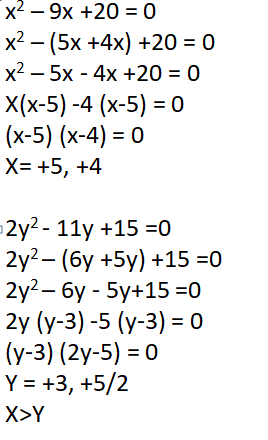 x² – 9x +20 = 0
x² – (5x +4x) +20 = 0
x² – 5x - 4x +20 = 0
X(x-5) -4 (x-5) = 0
(x-5) (x-4) = 0
X= +5, +4
2y² - 11y +15 =0
2y² – (6y +5y) +15 =0
2y² – 6y - 5y+15 =0
2y (y-3) -5 (y-3) = 0
(y-3) (2y-5) = 0
Y = +3, +5/2
X>Y